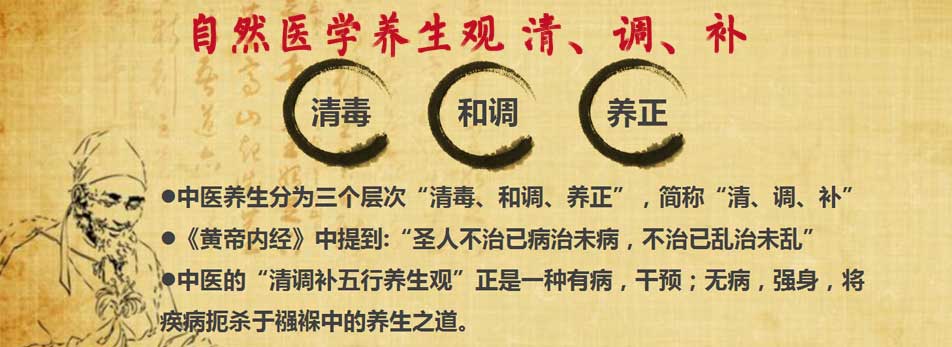 自然医学养生观 清、调、补
清毒 和调 养正
●中医养生分为三个层次“清毒、和调、养正”，简称“清、调、补”
●《黄帝内经》中提到:“圣人不治已病治未病，不治已乱治未乱”
●中医的“清调补五行养生观”正是一种有病，干预；无病，强身，将
疾病扼杀于襁褓中的养生之道。